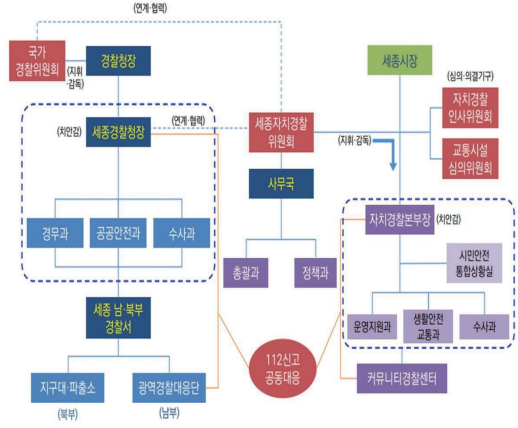 (연계·협력)
국가
경찰위원회
(지휘
·감독)
경찰청장
세종시장
(심의·의결기구)
(치안감)
세종경찰청장
(연계·협력)
세종자치경찰
위원회
(지휘·감독)
자치경찰
인사위원회
교통시설
심의위원회
사무국
경무과
공공안전과
수사과
총괄과
정책과
자치경찰본부장
(치안감)
시민안전
통합상황실
운영지원과
생활안전
교통과
수사과
세종 남·북부
경찰서
112신고
공동대응
지구대·파출소
(북부)
광역경찰대응단
(남부)
커뮤니티경찰센터